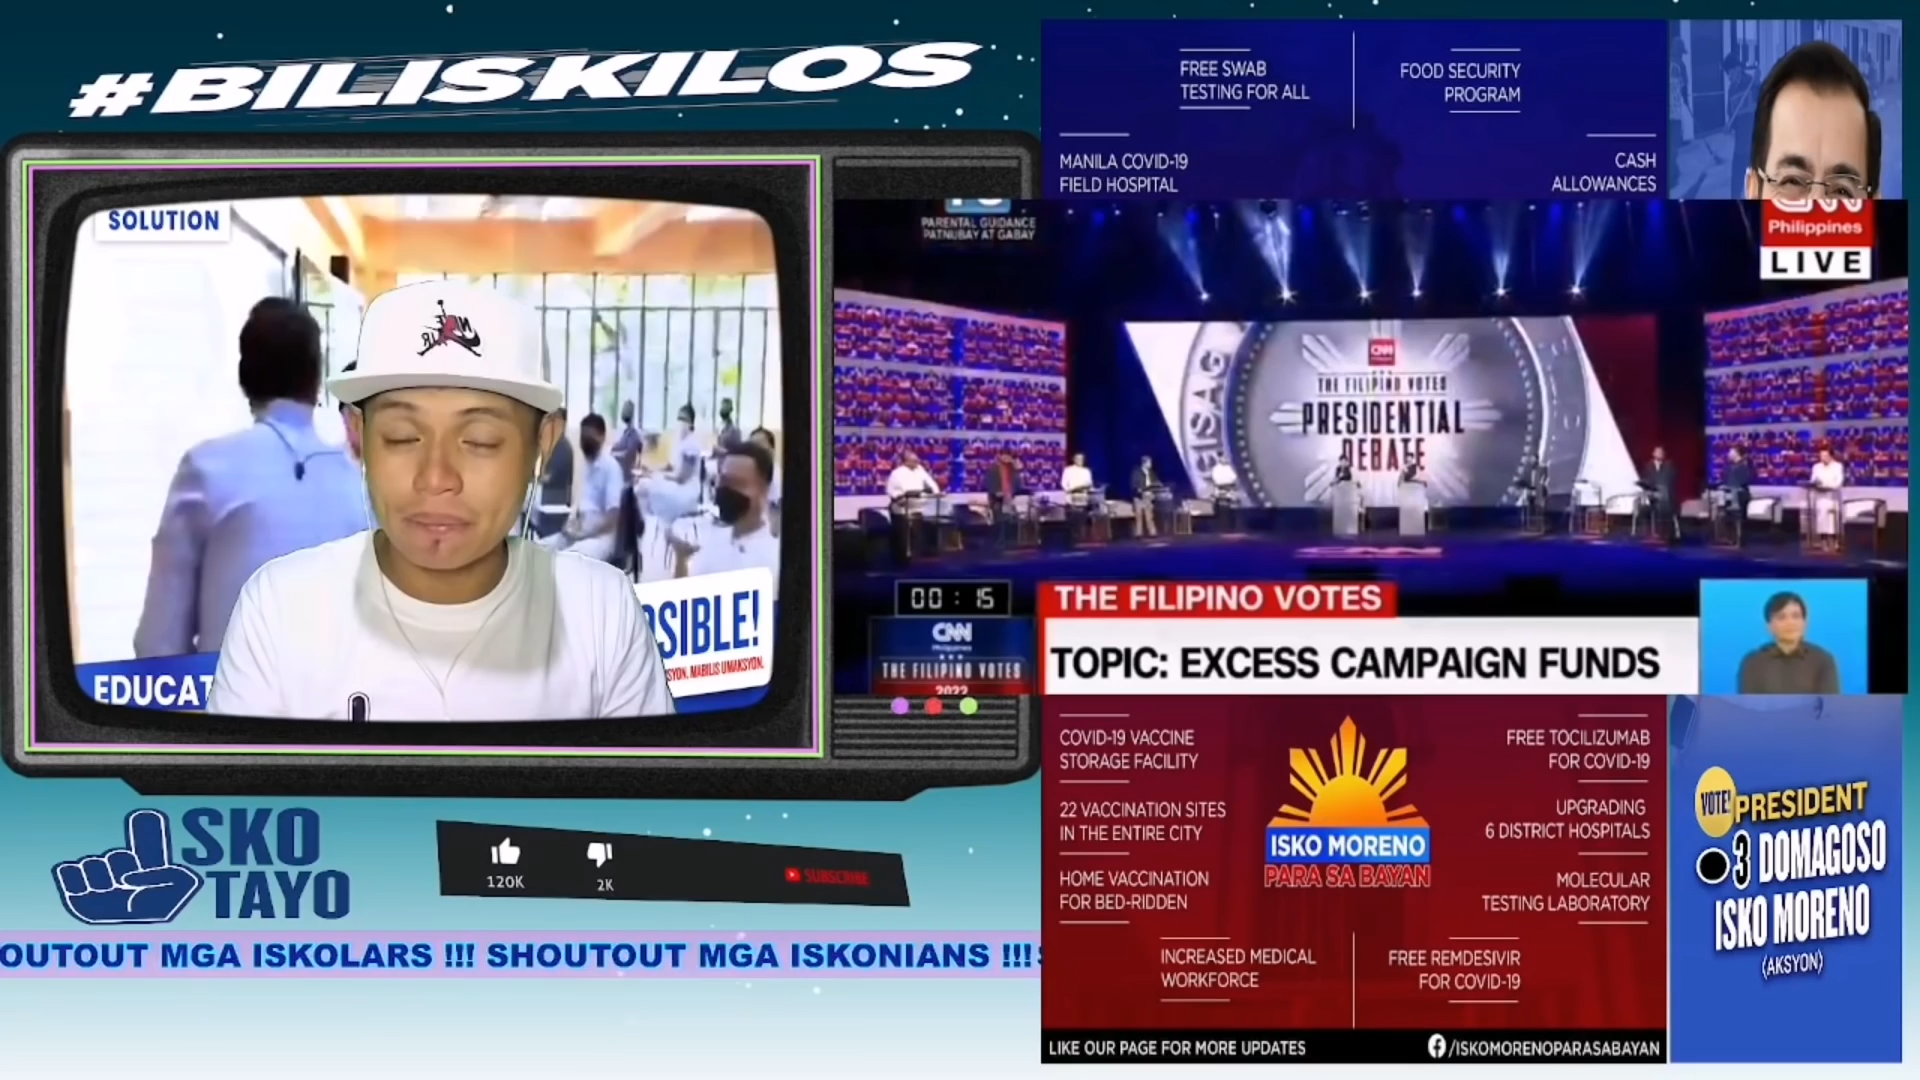 #BILISKILOS
SOLUTION
EDUCAT
SIBLE!
SYON. MABILIS UMAKSYON.
SKO
TAYO
120K
2K
SUBSCRIBE
OUTOUT MGA ISKOLARS !!! SHOUTOUT MGA ISKONIANS !!!
FREE SWAB
TESTING FOR ALL
FOOD SECURITY
PROGRAM
MANILA COVID-19
FIELD HOSPITAL
CASH
ALLOWANCES
PARENTAL GUIDANCE
PATNUBAY AT GABAY
CNN
Philippines
LIVE
CNN
THE FILIPINO VOTES
PRESIDENTIAL
DEBATE
00 : 15
CNN
Philippines
THE FILIPINO VOTES
2022
THE FILIPINO VOTES
TOPIC: EXCESS CAMPAIGN FUNDS
COVID-19 VACCINE
STORAGE FACILITY
22 VACCINATION SITES
IN THE ENTIRE CITY
HOME VACCINATION
FOR BED-RIDDEN
INCREASED MEDICAL
WORKFORCE
ISKO MORENO
PARA SA BAYAN
FREE TOCILIZUMAB
FOR COVID-19
UPGRADING
6 DISTRICT HOSPITALS
MOLECULAR
TESTING LABORATORY
FREE REMDESIVIR
FOR COVID-19
LIKE OUR PAGE FOR MORE UPDATES
/ISKOMORENOPARASABAYAN
VOTE! PRESIDENT
3 DOMAGOSO
ISKO MORENO
(AKSYON)